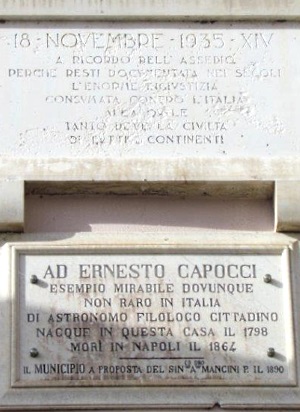 18 - NOVEMBRE - 1935 - XIV
A RICORDO DELL'ASSEDIO
PERCHE RESTI DOCUMENTATA NEI SECOLI
L'ENORME INGIUSTIZIA
CONSUMATA CONTRO L'ITALIA
ALLA QUALE
TANTO DEVE LA CIVILTÀ
DI TUTTI I CONTINENTI
AD ERNESTO CAPOCCI
ESEMPIO MIRABILE DOVUNQUE
NON RARO IN ITALIA
DI ASTRONOMO FILOLOCO CITTADINO
NACQUE IN QUESTA CASA IL 1798
MORÌ IN NAPOLI IL 1864
IL MUNICIPIO A PROPOSTA DEL SIN.CO A. MANCINI P. IL 1890